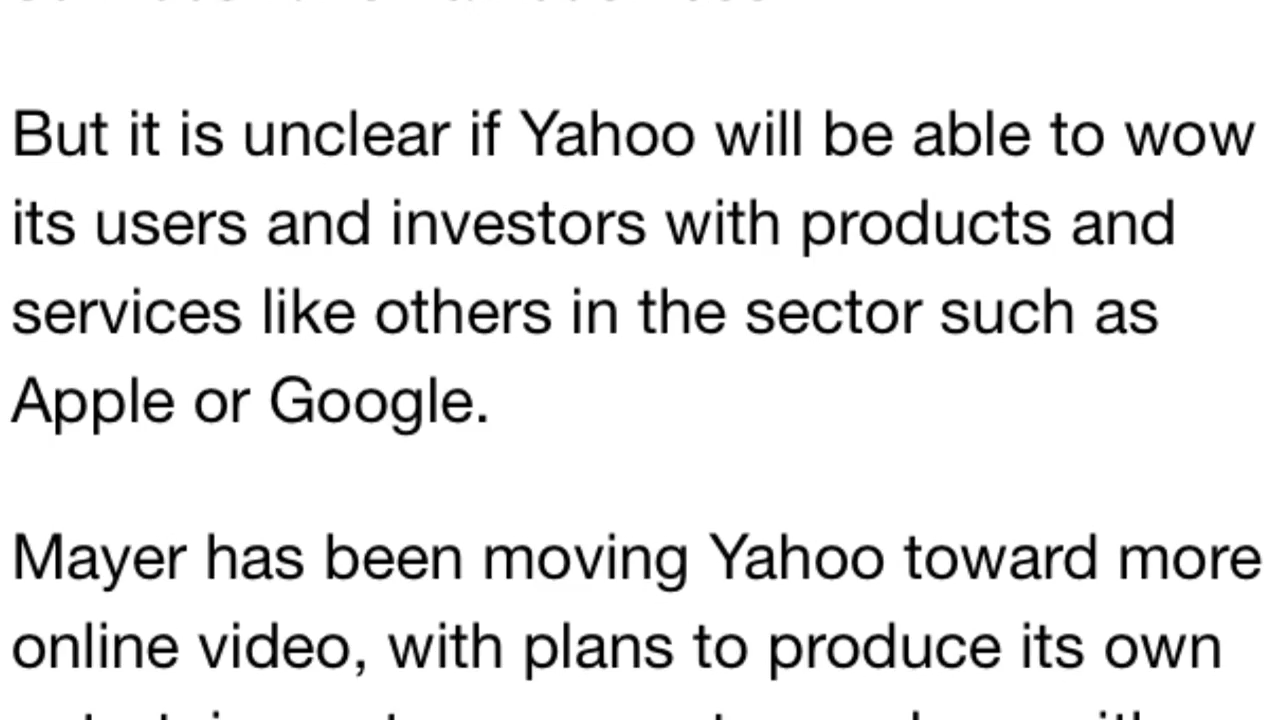 But it is unclear if Yahoo will be able to wow
its users and investors with products and
services like others in the sector such as
Apple or Google.
Mayer has been moving Yahoo toward more
online video, with plans to produce its own